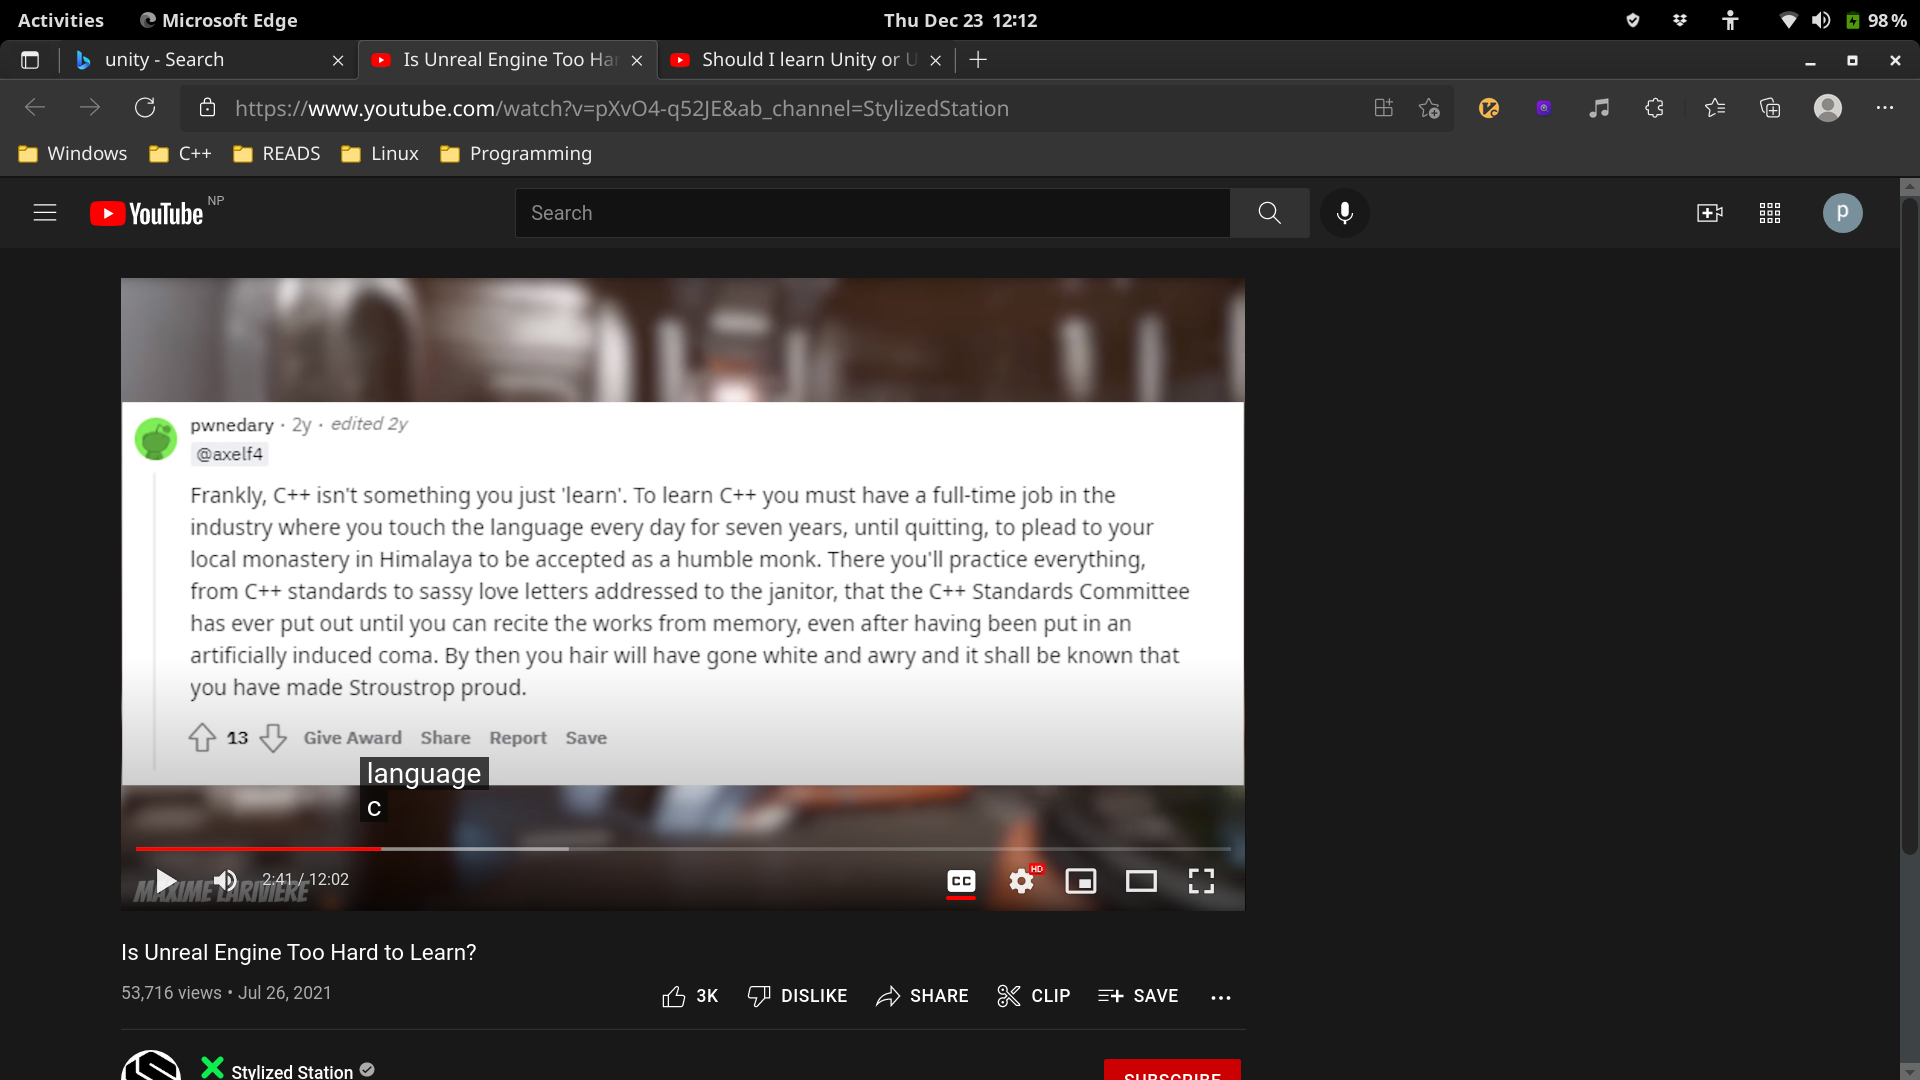 Activities Microsoft Edge Thu Dec 23 12:12 98%
unity - Search Is Unreal Engine Too Har Should I learn Unity or U
https://www.youtube.com/watch?v=pXvO4-q52JE&ab_channel=StylizedStation
Windows C++ READS Linux Programming
YouTube NP Search p
pwnedary · 2y · edited 2y
@axelf4
Frankly, C++ isn't something you just 'learn'. To learn C++ you must have a full-time job in the
industry where you touch the language every day for seven years, until quitting, to plead to your
local monastery in Himalaya to be accepted as a humble monk. There you'll practice everything,
from C++ standards to sassy love letters addressed to the janitor, that the C++ Standards Committee
has ever put out until you can recite the works from memory, even after having been put in an
artificially induced coma. By then you hair will have gone white and awry and it shall be known that
you have made Stroustrop proud.
13 Give Award Share Report Save
language
c
MAXIME LARIVIERE
2:41 / 12:02 CC HD
Is Unreal Engine Too Hard to Learn?
53,716 views • Jul 26, 2021 3K DISLIKE SHARE CLIP SAVE
Stylized Station SUBSCRIBE